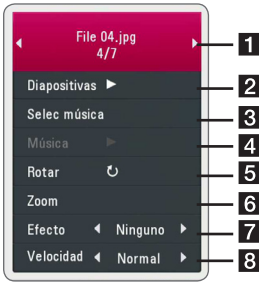 File 04.jpg
4/7
1
Diapositivas
2
Selec música
3
Música
4
Rotar
5
Zoom
6
Efecto Ninguno
7
Velocidad Normal
8